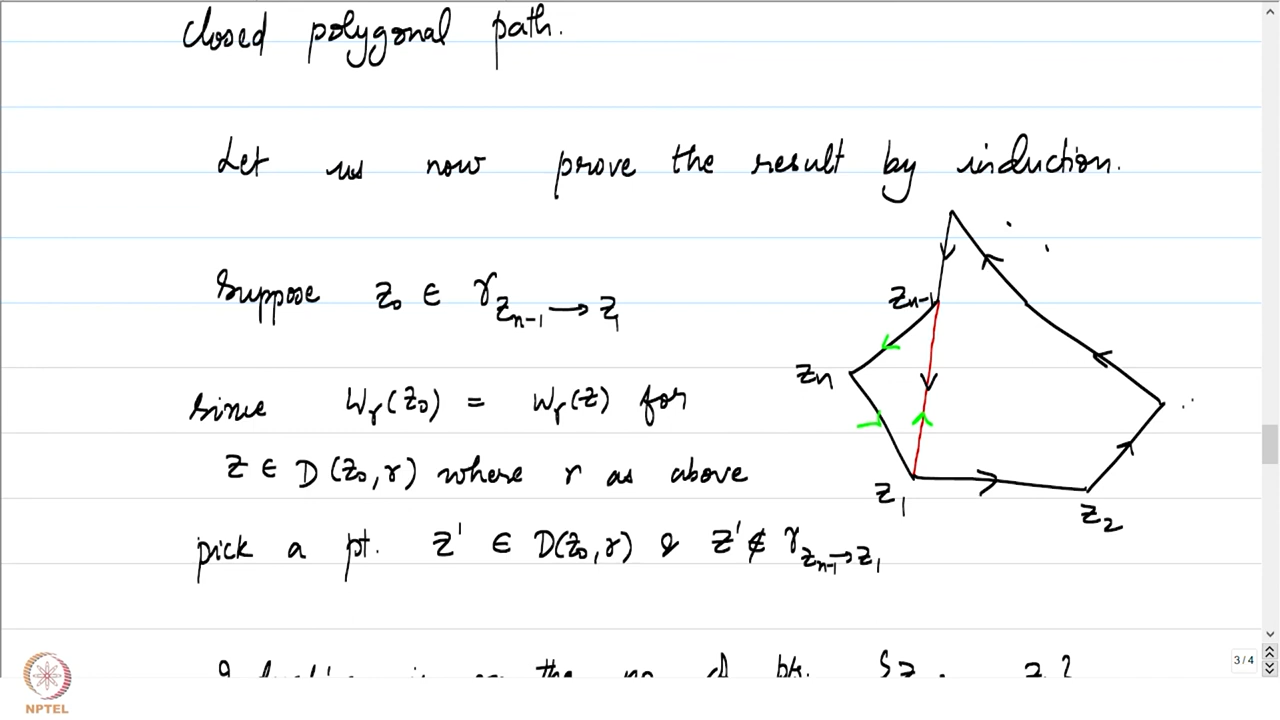 closed polygonal path.
Let us now prove the result by induction.
Suppose z₀ ∈ γ_{z_{n-1} → z_1}
since W_γ(z₀) = W_γ(z) for
z ∈ D(z₀, r) where r as above
pick a pt. z' ∈ D(z₀, r) & z' ∉ γ_{z_{n-1} → z_1}
z_{n-1}
z_n
z_1
z_2
3 / 4
NPTEL